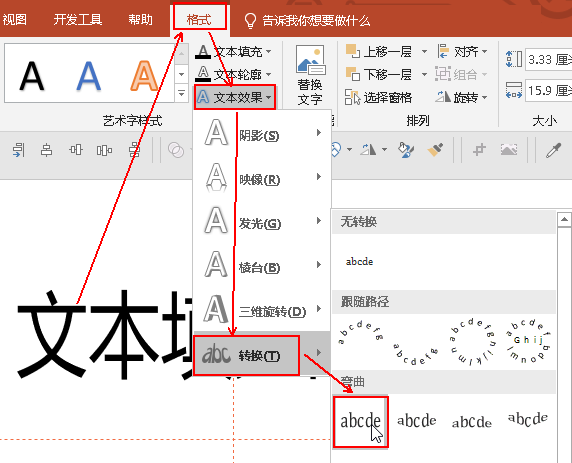 视图 开发工具 帮助 格式 告诉我你想要做什么
A A A 文本填充 替换文字 上移一层 对齐 3.33 厘米
文本轮廓 下移一层 组合
文本效果 选择窗格 旋转 15.9 厘米
艺术字样式 排列 大小
阴影(S)
映像(R)
发光(G)
棱台(B)
三维旋转(D)
abc 转换(T)
文本
无转换
abcde
跟随路径
弯曲
abcde abcde abcde abcde